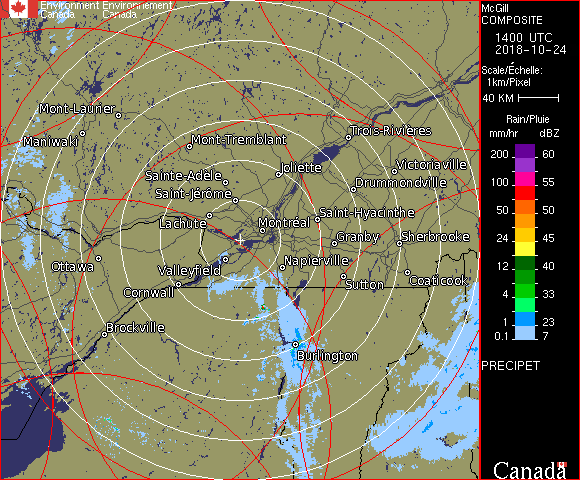 Environment Environnement
Canada Canada
McGill
COMPOSITE
1400 UTC
2018-10-24
Scale/Échelle:
1km/Pixel
40 KM
Rain/Pluie
mm/hr dBZ
200 60
55
100 55
50 50
24 45
12 40
4 33
1 23
0.1 7
PRECIPET
Canada
Mont-Laurier
Maniwaki
Mont-Tremblant
Trois-Rivières
Joliette
Victoriaville
Sainte-Adèle
Drummondville
Saint-Jérôme
Saint-Hyacinthe
Lachute
Montréal
Granby
Sherbrooke
Ottawa
Valleyfield
Napierville
Cornwall
Sutton
Coaticook
Brockville
Burlington